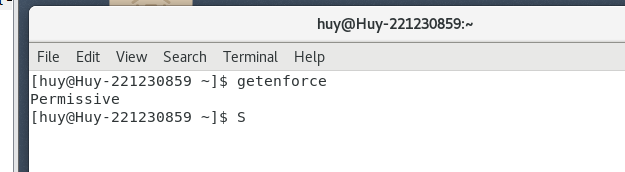 huy@Huy-221230859:~
File Edit View Search Terminal Help
[huy@Huy-221230859 ~]$ getenforce
Permissive
[huy@Huy-221230859 ~]$ S